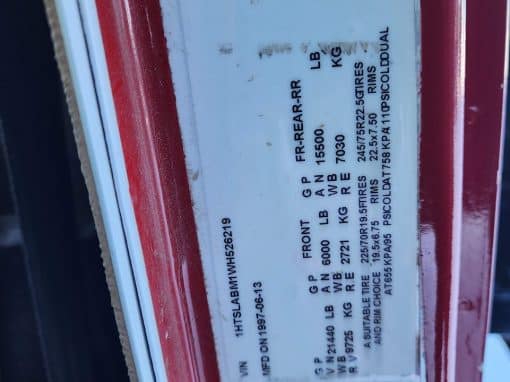 VIN 1HTSLABM1WH526219
MFD ON 1997-06-13
G P FRONT G P FR-REAR-RR
V N 21440 LB A N 6000 LB A N 15500. LB
W B W B
R V 9725 KG R E 2721 KG R E 7030 KG
A SUITABLE TIRE 225/70R19.5F TIRES 245/75R22.5G TIRES
AND RIM CHOICE 19.5x6.75 RIMS 22.5x7.50 RIMS
AT 655 KPA/95 PSI COLD AT 758 KPA/110 PSI COLD DUAL